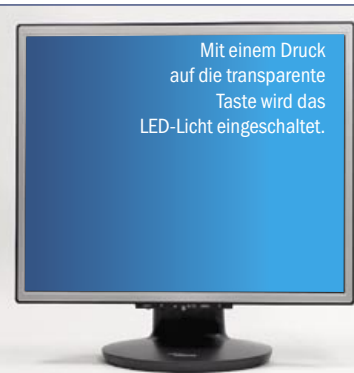 Mit einem Druck
auf die transparente
Taste wird das
LED-Licht eingeschaltet.